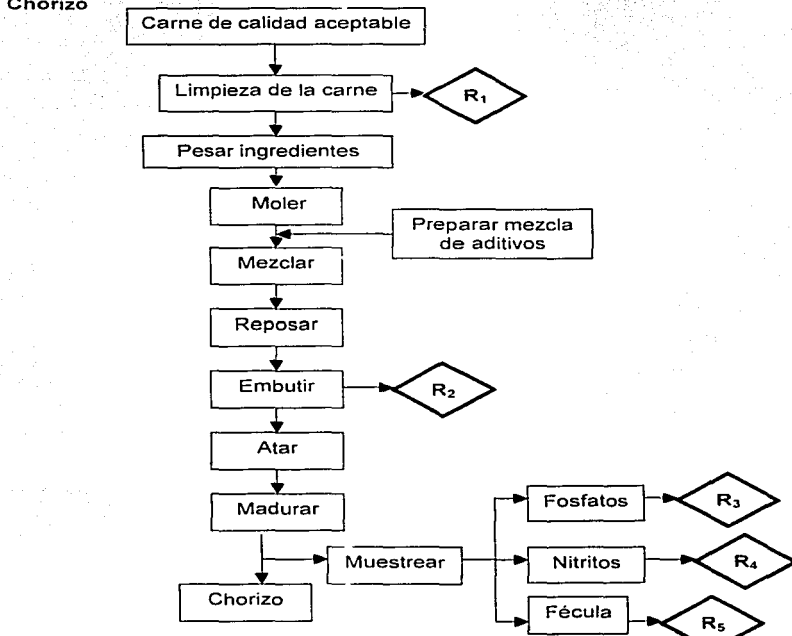 Chorizo
Carne de calidad aceptable
Limpieza de la carne
R₁
Pesar ingredientes
Moler
Preparar mezcla
de aditivos
Mezclar
Reposar
Embutir
R₂
Atar
Madurar
Muestrear
Fosfatos
R₃
Nitritos
R₄
Fécula
R₅
Chorizo